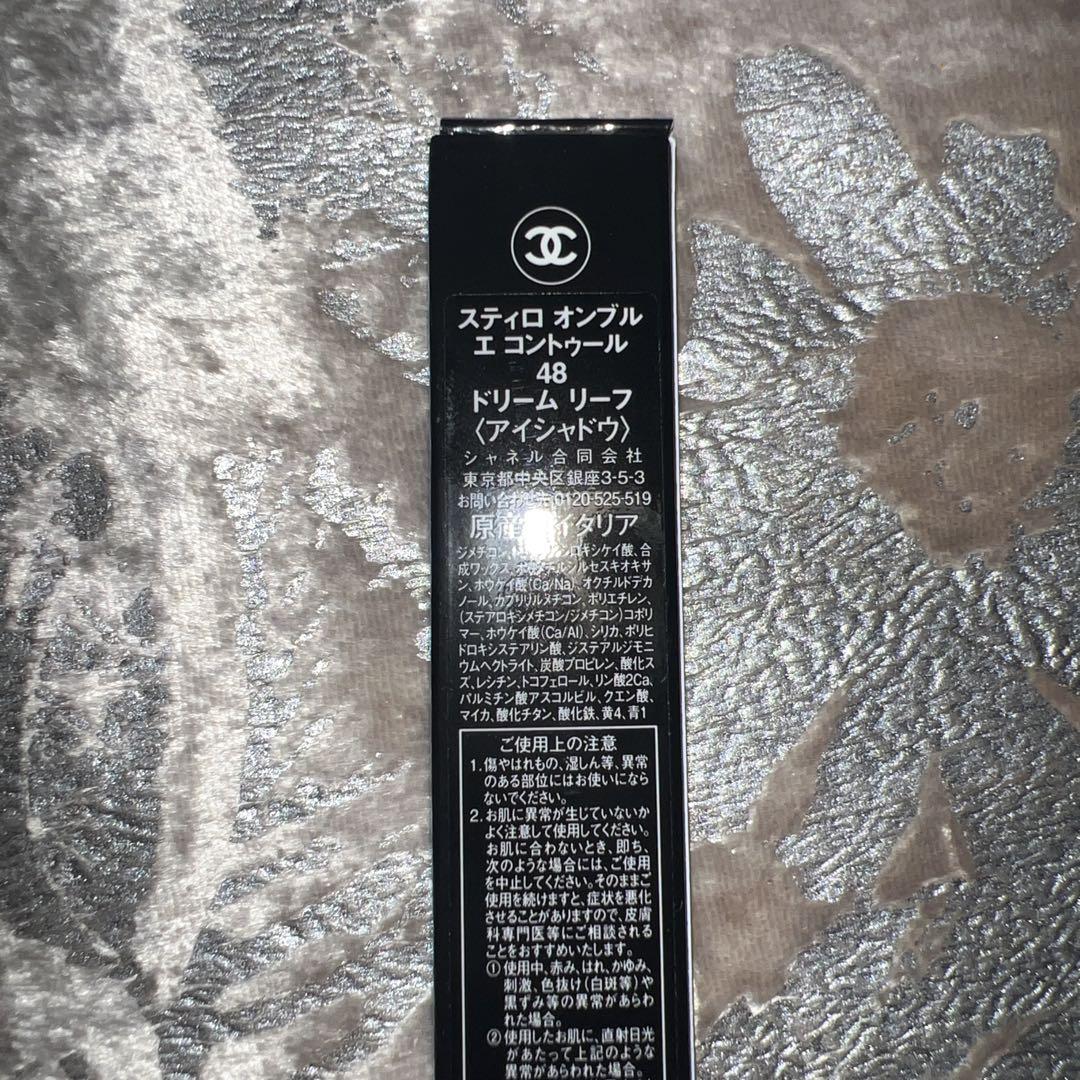 スティロ オンブル
エ コントゥール
48
ドリーム リーフ
〈アイシャドウ〉
シャネル合同会社
東京都中央区銀座3-5-3
お問い合わせ先0120-525-519
原産 イタリア
ジメチコン、トリメチルシロキシケイ酸、合
成ワックス、ポリメチルシルセスキオキサ
ン、ホウケイ酸(Ca/Na)、オクチルドデカ
ノール、カプリリルメチコン、ポリエチレン、
(ステアロキシメチコン/ジメチコン)コポリ
マー、ホウケイ酸(Ca/Al)、シリカ、ポリヒ
ドロキシステアリン酸、ジステアルジモニ
ウムヘクトライト、炭酸プロピレン、酸化ス
ズ、レシチン、トコフェロール、リン酸2Ca、
パルミチン酸アスコルビル、クエン酸、
マイカ、酸化チタン、酸化鉄、黄4、青1
ご使用上の注意
1.傷やはれもの、湿しん等、異常
のある部位にはお使いになら
ないでください。
2.お肌に異常が生じていないか
よく注意して使用してください。
お肌に合わないとき、即ち、
次のような場合には、ご使用
を中止してください。そのままご
使用を続けますと、症状を悪化
させることがありますので、皮膚
科専門医等にご相談される
ことをおすすめいたします。
①使用中、赤み、はれ、かゆみ、
刺激、色抜け(白斑等)や
黒ずみ等の異常があらわ
れた場合。
②使用したお肌に、直射日光
があたって上記のような
異常があらわれた場合。